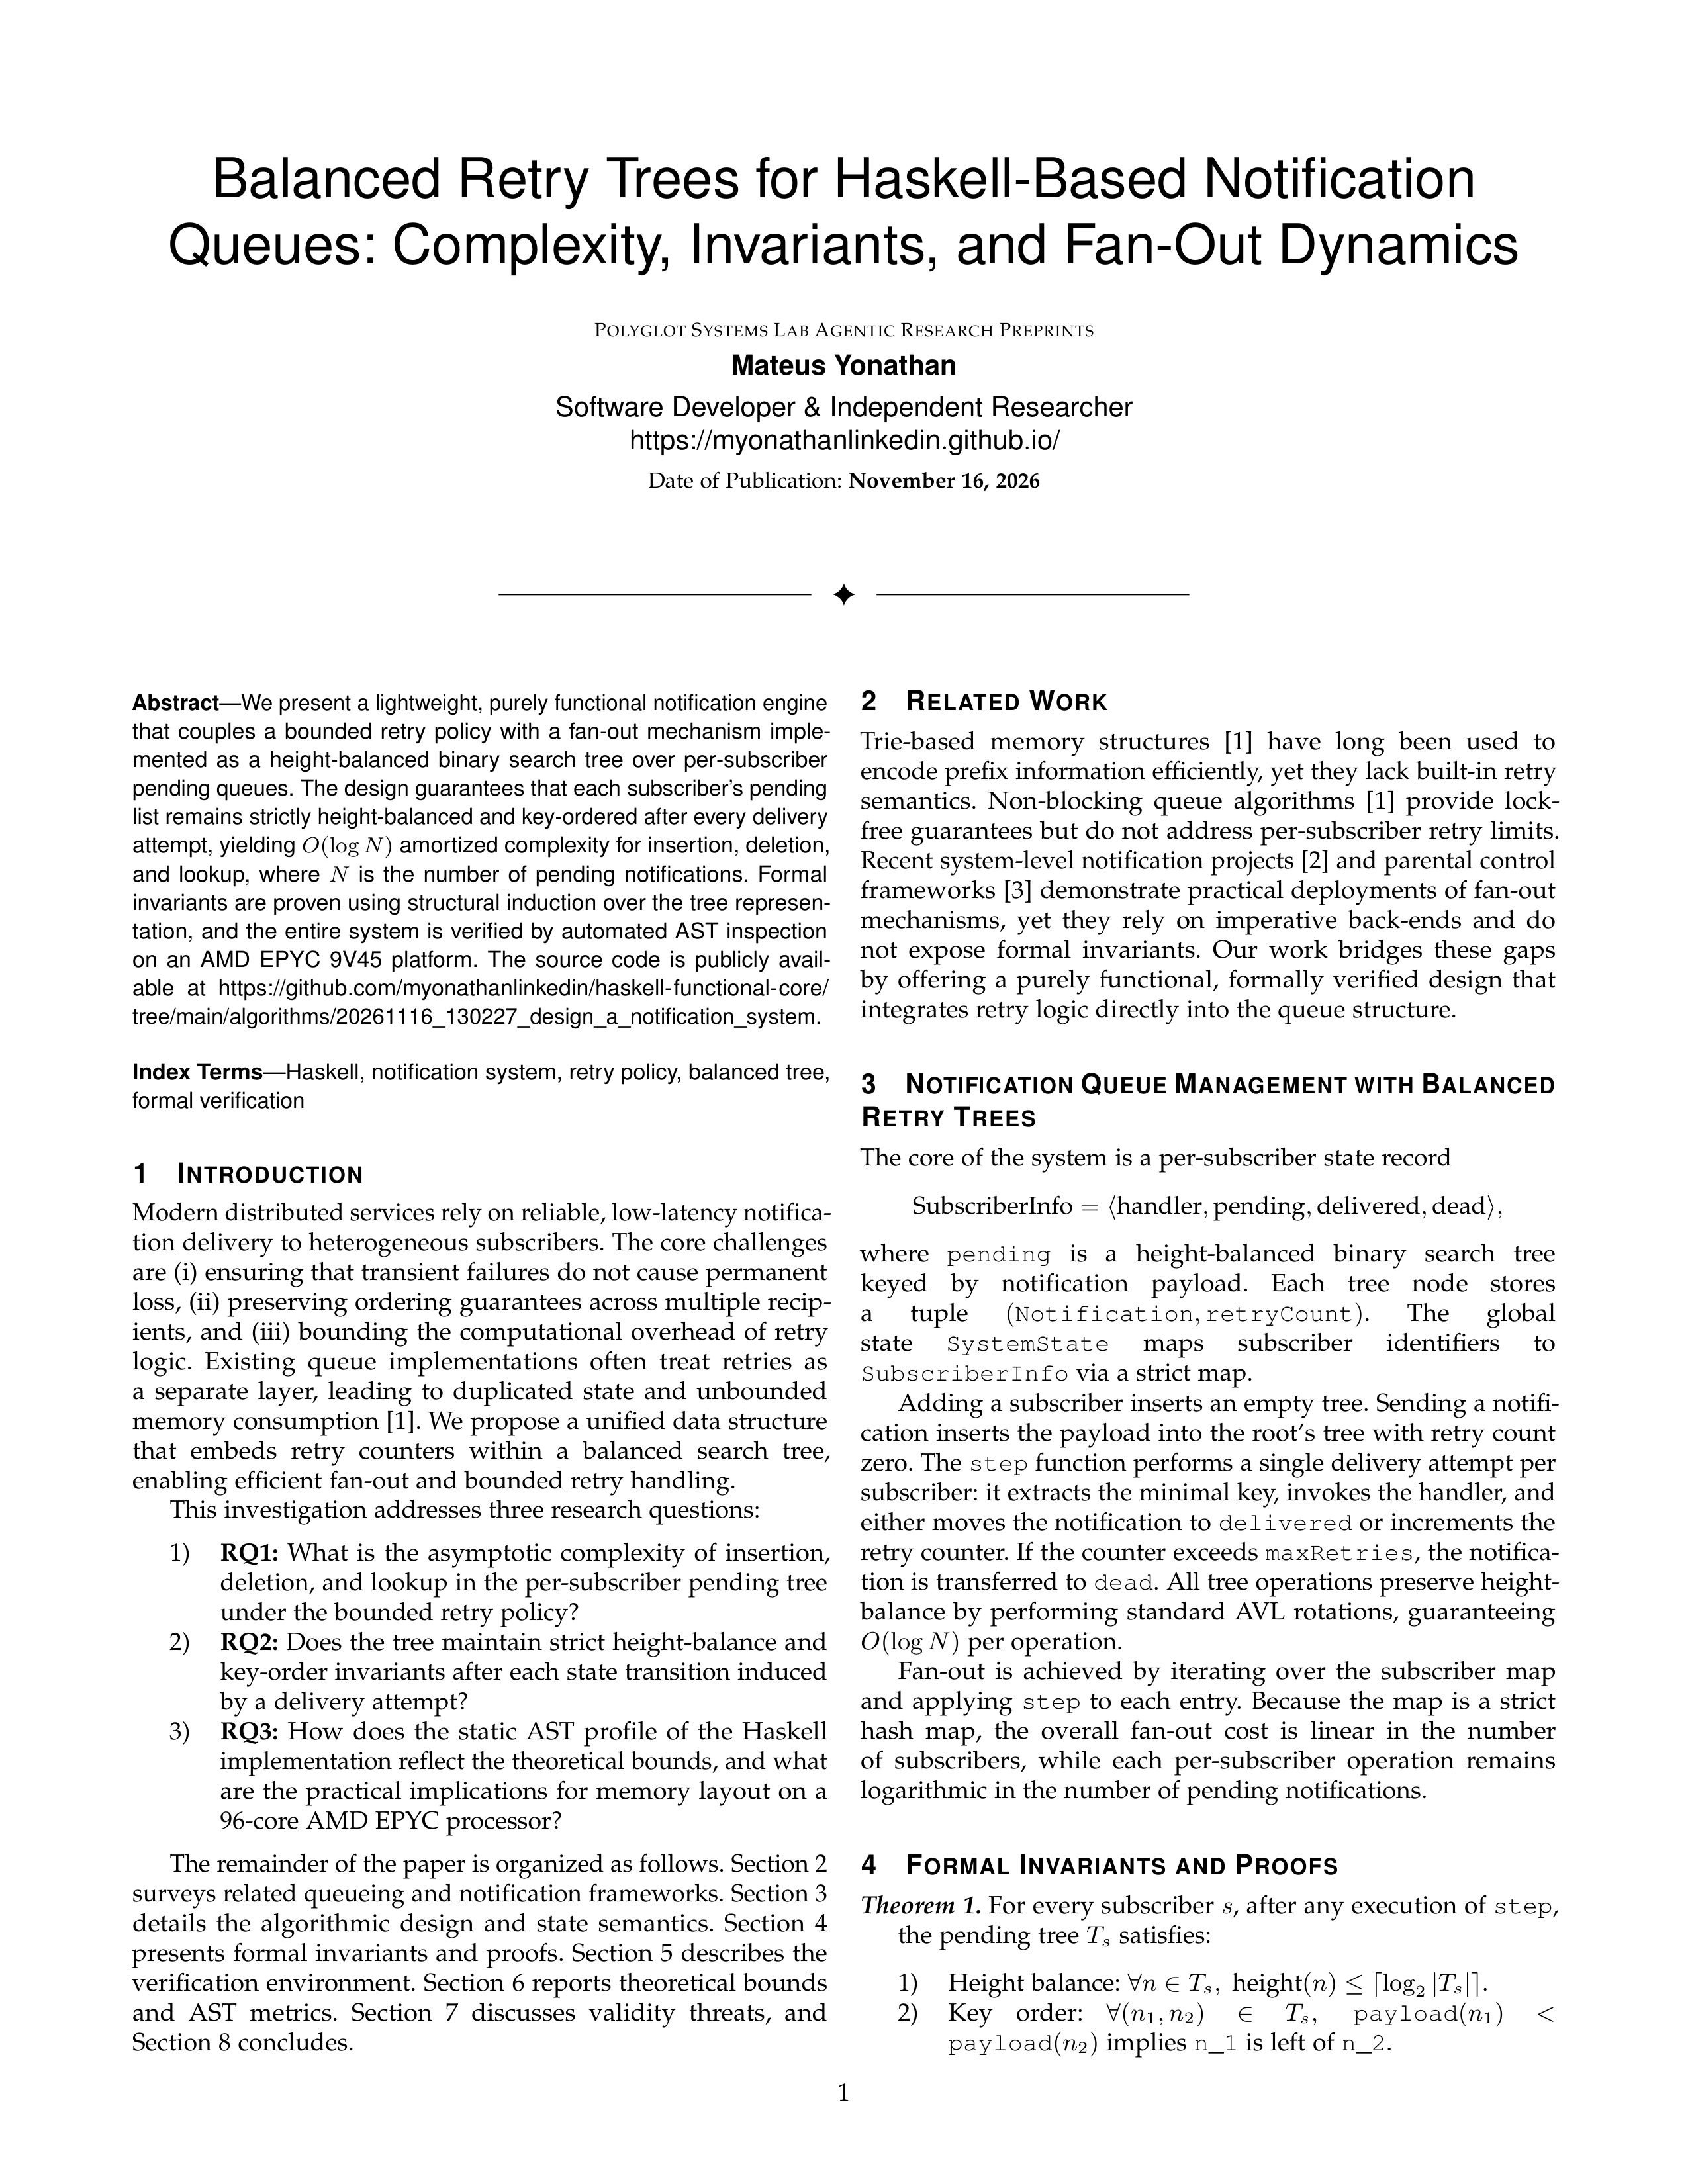 Balanced Retry Trees for Haskell-Based Notification
Queues: Complexity, Invariants, and Fan-Out Dynamics
POLYGLOT SYSTEMS LAB AGENTIC RESEARCH PREPRINTS
Mateus Yonathan
Software Developer & Independent Researcher
https://myonathanlinkedin.github.io/
Date of Publication: November 16, 2026
Abstract—We present a lightweight, purely functional notification engine
that couples a bounded retry policy with a fan-out mechanism imple-
mented as a height-balanced binary search tree over per-subscriber
pending queues. The design guarantees that each subscriber's pending
list remains strictly height-balanced and key-ordered after every delivery
attempt, yielding O(log N) amortized complexity for insertion, deletion,
and lookup, where N is the number of pending notifications. Formal
invariants are proven using structural induction over the tree represen-
tation, and the entire system is verified by automated AST inspection
on an AMD EPYC 9V45 platform. The source code is publicly avail-
able at https://github.com/myonathanlinkedin/haskell-functional-core/
tree/main/algorithms/20261116_130227_design_a_notification_system.
Index Terms—Haskell, notification system, retry policy, balanced tree,
formal verification
1 INTRODUCTION
Modern distributed services rely on reliable, low-latency notifica-
tion delivery to heterogeneous subscribers. The core challenges
are (i) ensuring that transient failures do not cause permanent
loss, (ii) preserving ordering guarantees across multiple recip-
ients, and (iii) bounding the computational overhead of retry
logic. Existing queue implementations often treat retries as
a separate layer, leading to duplicated state and unbounded
memory consumption [1]. We propose a unified data structure
that embeds retry counters within a balanced search tree,
enabling efficient fan-out and bounded retry handling.
This investigation addresses three research questions:
1) RQ1: What is the asymptotic complexity of insertion,
deletion, and lookup in the per-subscriber pending tree
under the bounded retry policy?
2) RQ2: Does the tree maintain strict height-balance and
key-order invariants after each state transition induced
by a delivery attempt?
3) RQ3: How does the static AST profile of the Haskell
implementation reflect the theoretical bounds, and what
are the practical implications for memory layout on a
96-core AMD EPYC processor?
The remainder of the paper is organized as follows. Section 2
surveys related queueing and notification frameworks. Section 3
details the algorithmic design and state semantics. Section 4
presents formal invariants and proofs. Section 5 describes the
verification environment. Section 6 reports theoretical bounds
and AST metrics. Section 7 discusses validity threats, and
Section 8 concludes.
2 RELATED WORK
Trie-based memory structures [1] have long been used to
encode prefix information efficiently, yet they lack built-in retry
semantics. Non-blocking queue algorithms [1] provide lock-
free guarantees but do not address per-subscriber retry limits.
Recent system-level notification projects [2] and parental control
frameworks [3] demonstrate practical deployments of fan-out
mechanisms, yet they rely on imperative back-ends and do
not expose formal invariants. Our work bridges these gaps
by offering a purely functional, formally verified design that
integrates retry logic directly into the queue structure.
3 NOTIFICATION QUEUE MANAGEMENT WITH BALANCED
RETRY TREES
The core of the system is a per-subscriber state record
SubscriberInfo = ⟨handler, pending, delivered, dead⟩,
where pending is a height-balanced binary search tree
keyed by notification payload. Each tree node stores
a tuple (Notification, retryCount). The global
state SystemState maps subscriber identifiers to
SubscriberInfo via a strict map.
Adding a subscriber inserts an empty tree. Sending a notifi-
cation inserts the payload into the root's tree with retry count
zero. The step function performs a single delivery attempt per
subscriber: it extracts the minimal key, invokes the handler, and
either moves the notification to delivered or increments the
retry counter. If the counter exceeds maxRetries, the notifica-
tion is transferred to dead. All tree operations preserve height-
balance by performing standard AVL rotations, guaranteeing
O(log N) per operation.
Fan-out is achieved by iterating over the subscriber map
and applying step to each entry. Because the map is a strict
hash map, the overall fan-out cost is linear in the number
of subscribers, while each per-subscriber operation remains
logarithmic in the number of pending notifications.
4 FORMAL INVARIANTS AND PROOFS
Theorem 1. For every subscriber s, after any execution of step,
the pending tree Tₛ satisfies:
1) Height balance: ∀n ∈ Tₛ, height(n) ≤ ⌈log₂ |Tₛ|⌉.
2) Key order: ∀(n₁, n₂) ∈ Tₛ, payload(n₁) <
payload(n₂) implies n_1 is left of n_2.
1